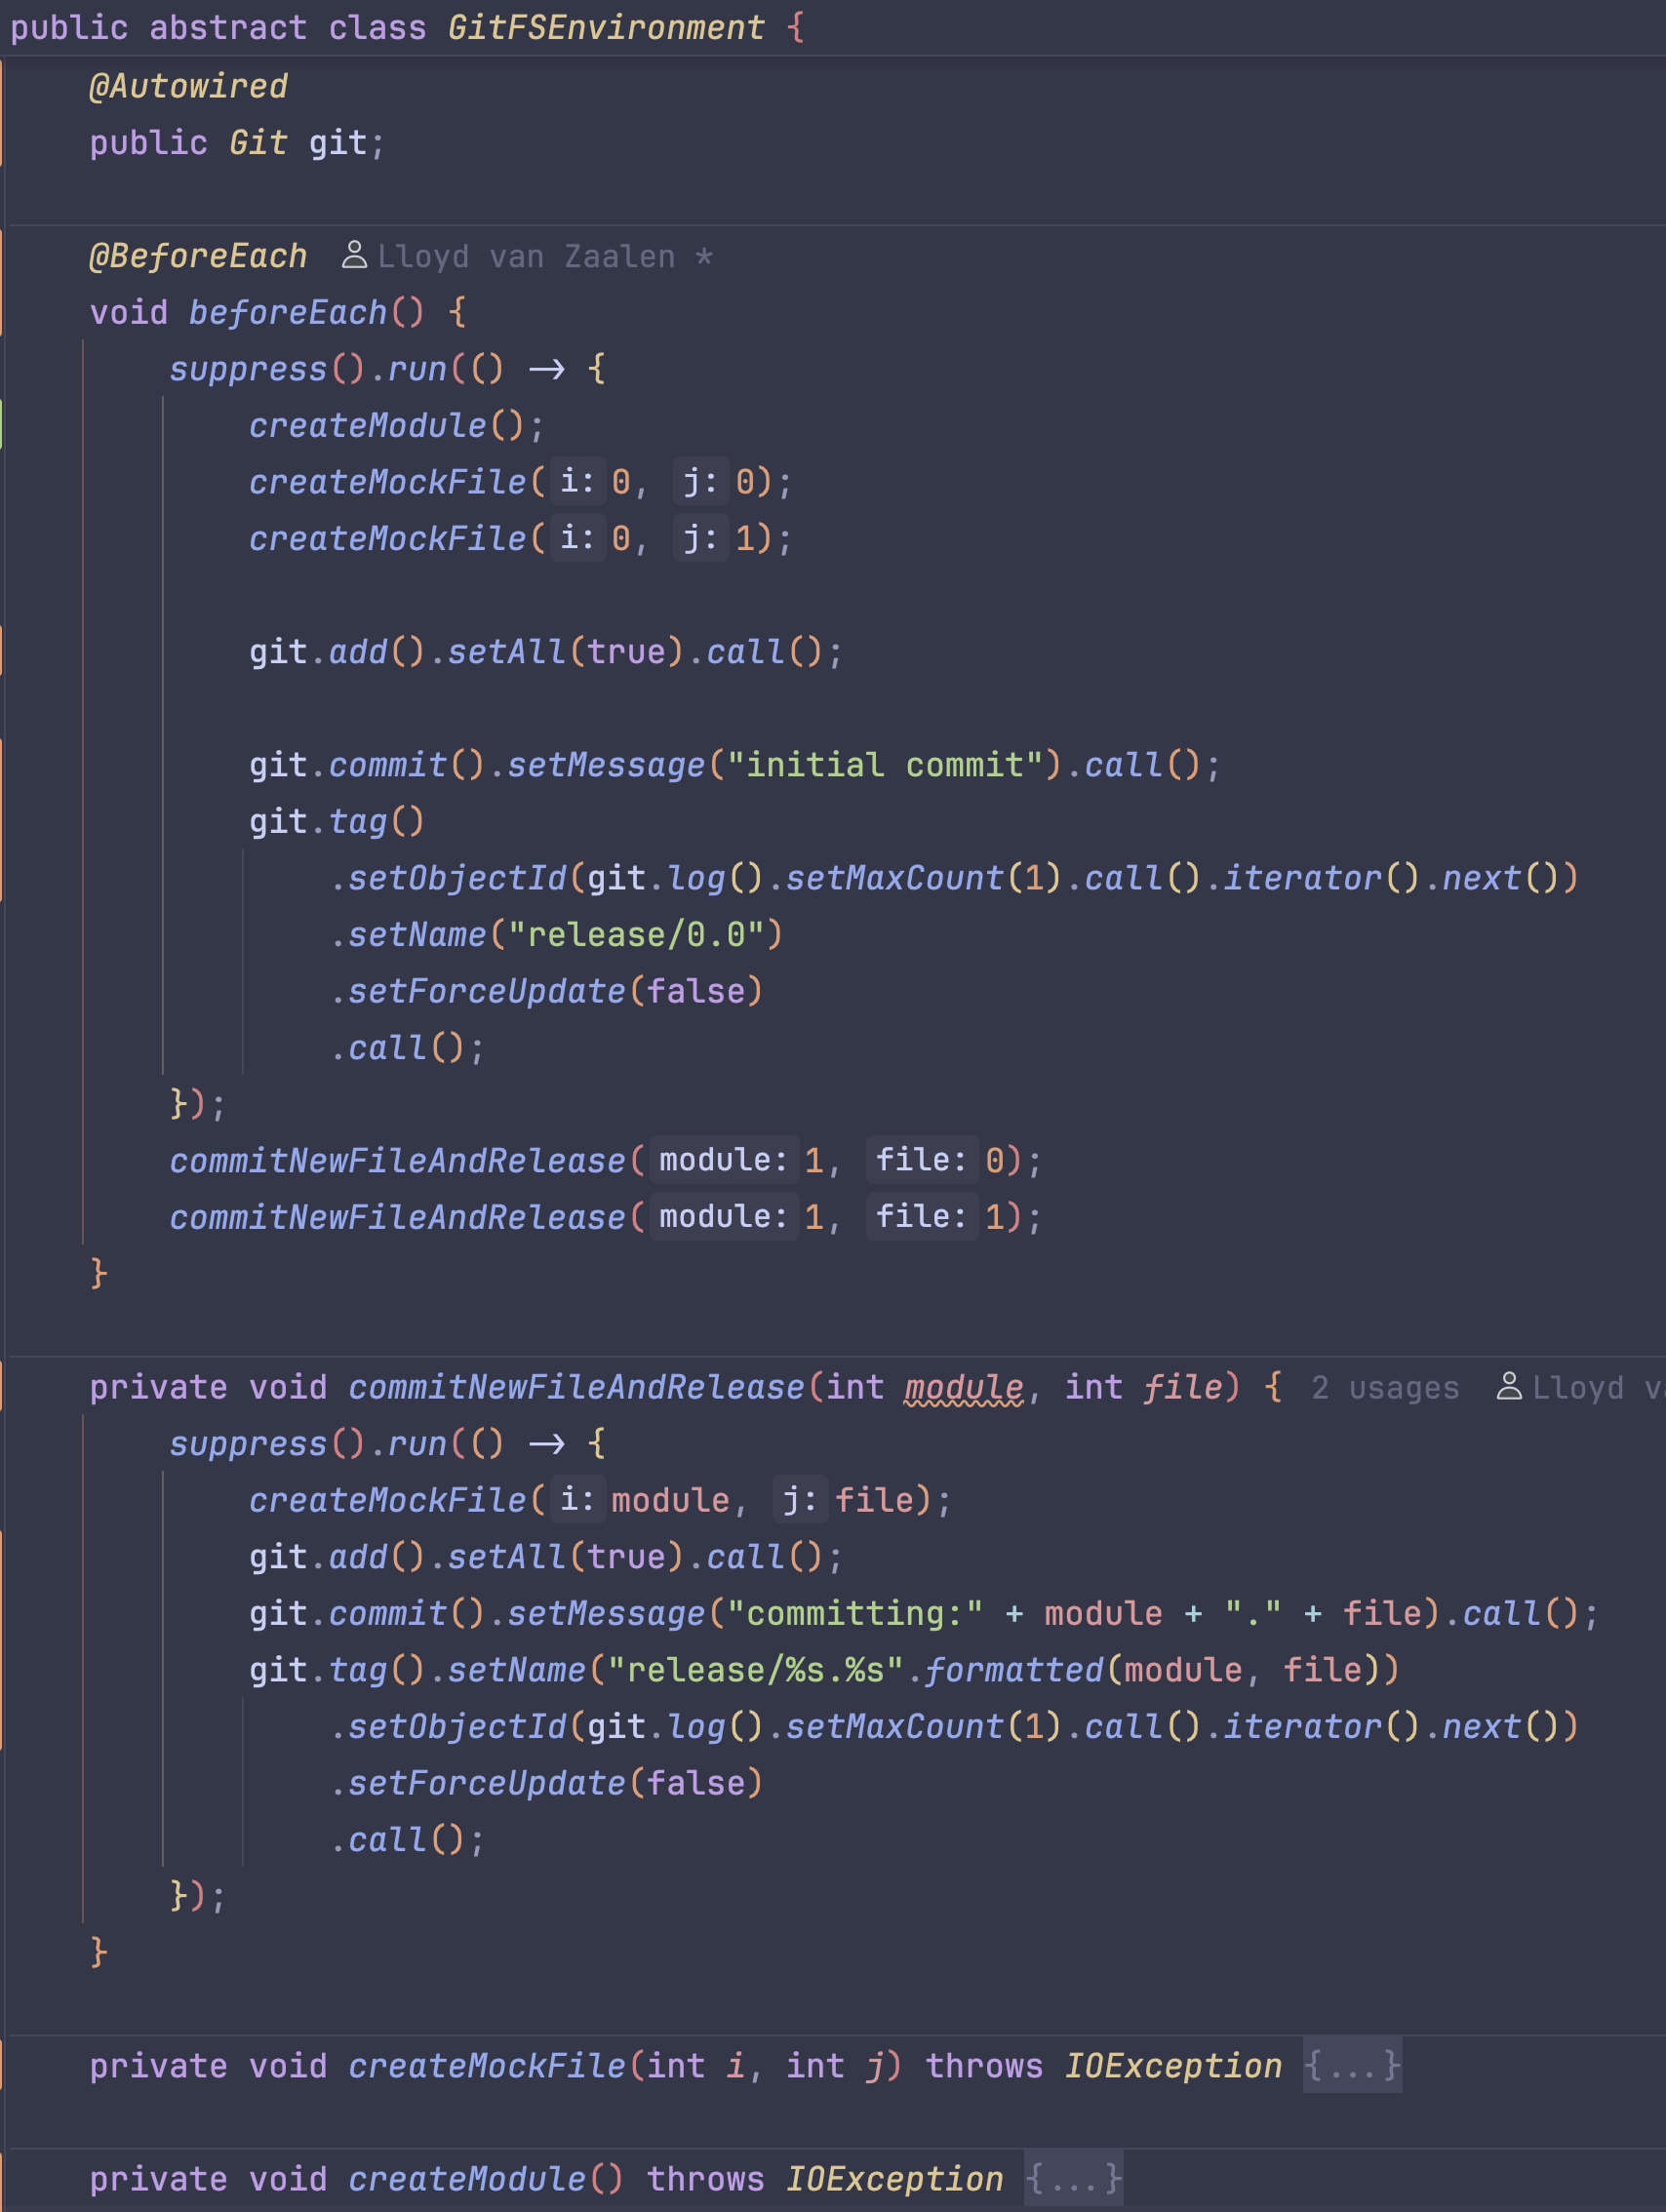 public abstract class GitFSEnvironment {
@Autowired
public Git git;
@BeforeEach Lloyd van Zaalen *
void beforeEach() {
suppress().run(() -> {
createModule();
createMockFile( i: 0, j: 0);
createMockFile( i: 0, j: 1);
git.add().setAll(true).call();
git.commit().setMessage("initial commit").call();
git.tag()
.setObjectId(git.log().setMaxCount(1).call().iterator().next())
.setName("release/0.0")
.setForceUpdate(false)
.call();
});
commitNewFileAndRelease( module: 1, file: 0);
commitNewFileAndRelease( module: 1, file: 1);
}
private void commitNewFileAndRelease(int module, int file) { 2 usages Lloyd
suppress().run(() -> {
createMockFile( i: module, j: file);
git.add().setAll(true).call();
git.commit().setMessage("committing:" + module + "." + file).call();
git.tag().setName("release/%s.%s".formatted(module, file))
.setObjectId(git.log().setMaxCount(1).call().iterator().next())
.setForceUpdate(false)
.call();
});
}
private void createMockFile(int i, int j) throws IOException {...}
private void createModule() throws IOException {...}